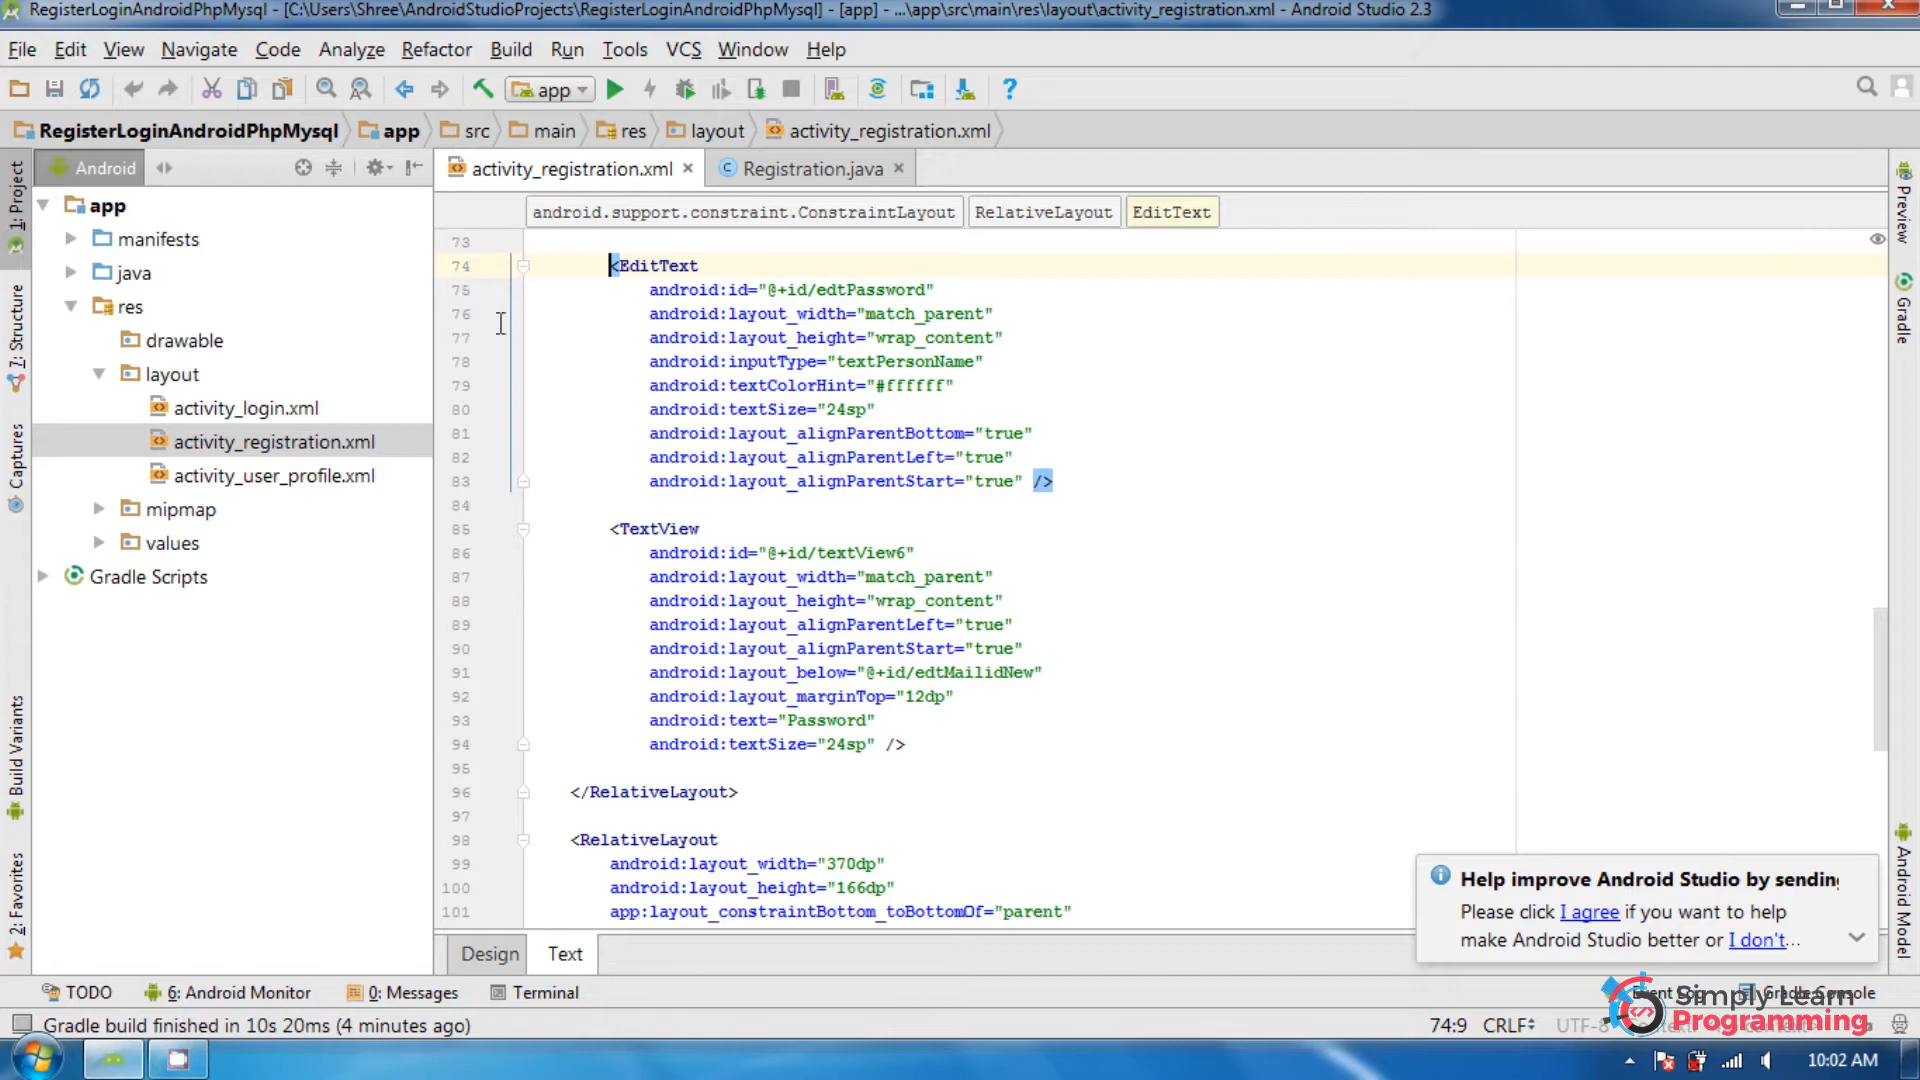 RegisterLoginAndroidPhpMysql - [C:\Users\Shree\AndroidStudioProjects\RegisterLoginAndroidPhpMysql] - [app] - ...\app\src\main\res\layout\activity_registration.xml - Android Studio 2.3
File Edit View Navigate Code Analyze Refactor Build Run Tools VCS Window Help
app
RegisterLoginAndroidPhpMysql app src main res layout activity_registration.xml
Android
activity_registration.xml Registration.java
1: Project
7: Structure
Captures
Build Variants
2: Favorites
app
manifests
java
res
drawable
layout
activity_login.xml
activity_registration.xml
activity_user_profile.xml
mipmap
values
Gradle Scripts
android.support.constraint.ConstraintLayout RelativeLayout EditText
73
74 <EditText
75 android:id="@+id/edtPassword"
76 android:layout_width="match_parent"
77 android:layout_height="wrap_content"
78 android:inputType="textPersonName"
79 android:textColorHint="#ffffff"
80 android:textSize="24sp"
81 android:layout_alignParentBottom="true"
82 android:layout_alignParentLeft="true"
83 android:layout_alignParentStart="true" />
84
85 <TextView
86 android:id="@+id/textView6"
87 android:layout_width="match_parent"
88 android:layout_height="wrap_content"
89 android:layout_alignParentLeft="true"
90 android:layout_alignParentStart="true"
91 android:layout_below="@+id/edtMailidNew"
92 android:layout_marginTop="12dp"
93 android:text="Password"
94 android:textSize="24sp" />
95
96 </RelativeLayout>
97
98 <RelativeLayout
99 android:layout_width="370dp"
100 android:layout_height="166dp"
101 app:layout_constraintBottom_toBottomOf="parent"
Preview
Gradle
Android Model
Help improve Android Studio by sending
Please click I agree if you want to help
make Android Studio better or I don't...
Design Text
TODO 6: Android Monitor 0: Messages Terminal Event Log Gradle Console
Simply Learn
Programming
Gradle build finished in 10s 20ms (4 minutes ago) 74:9 CRLF UTF-8
10:02 AM